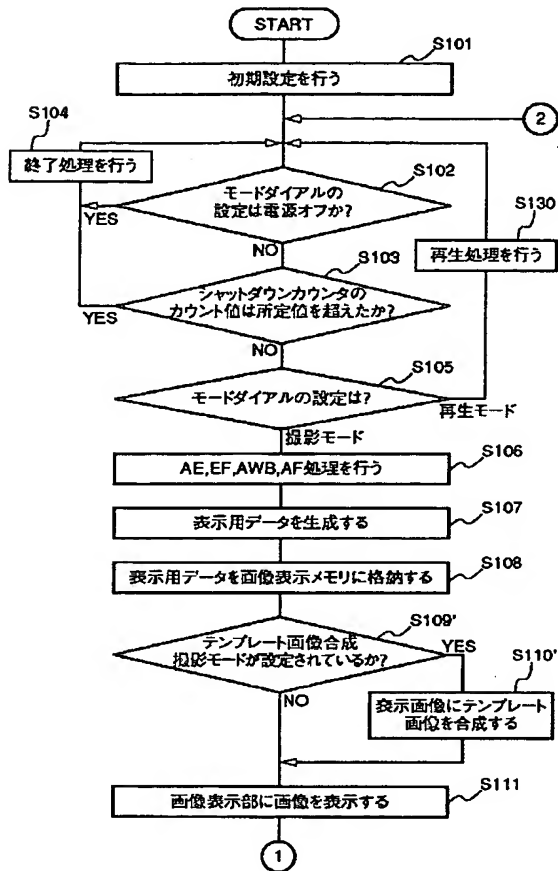 START
S101
初期設定を行う
2
S104
終了処理を行う
S102
モードダイアルの
設定は電源オフか?
YES
NO
S130
再生処理を行う
S103
シャットダウンカウンタの
カウント値は所定値を超えたか?
YES
NO
S105
モードダイアルの設定は?
再生モード
撮影モード
S106
AE,EF,AWB,AF処理を行う
S107
表示用データを生成する
S108
表示用データを画像表示メモリに格納する
S109'
テンプレート画像合成
撮影モードが設定されているか?
YES
NO
S110'
表示画像にテンプレート
画像を合成する
S111
画像表示部に画像を表示する
1